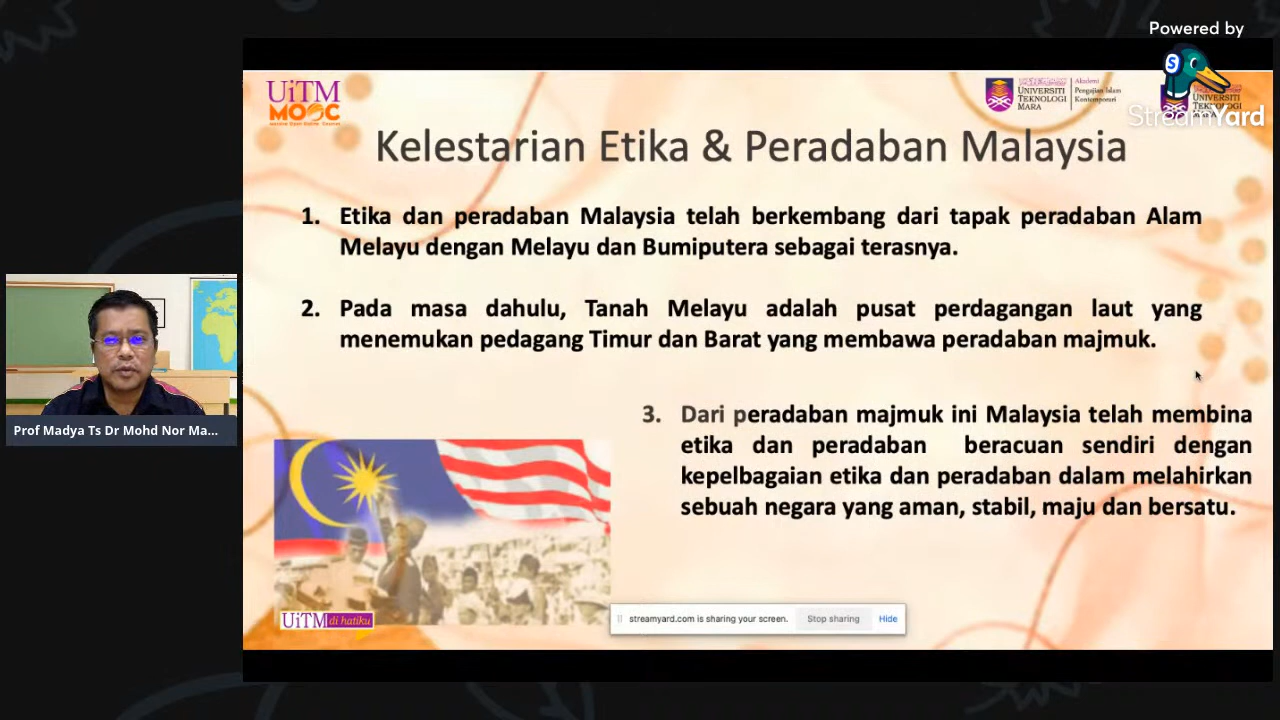 Powered by
StreamYard
UiTM
MOOC
UNIVERSITI
TEKNOLOGI
MARA
Akademi
Pengajian Islam
Kontemporari
Kelestarian Etika & Peradaban Malaysia
1. Etika dan peradaban Malaysia telah berkembang dari tapak peradaban Alam
Melayu dengan Melayu dan Bumiputera sebagai terasnya.
2. Pada masa dahulu, Tanah Melayu adalah pusat perdagangan laut yang
menemukan pedagang Timur dan Barat yang membawa peradaban majmuk.
3. Dari peradaban majmuk ini Malaysia telah membina
etika dan peradaban beracuan sendiri dengan
kepelbagaian etika dan peradaban dalam melahirkan
sebuah negara yang aman, stabil, maju dan bersatu.
Prof Madya Ts Dr Mohd Nor Ma...
UiTM di hatiku
streamyard.com is sharing your screen. Stop sharing Hide